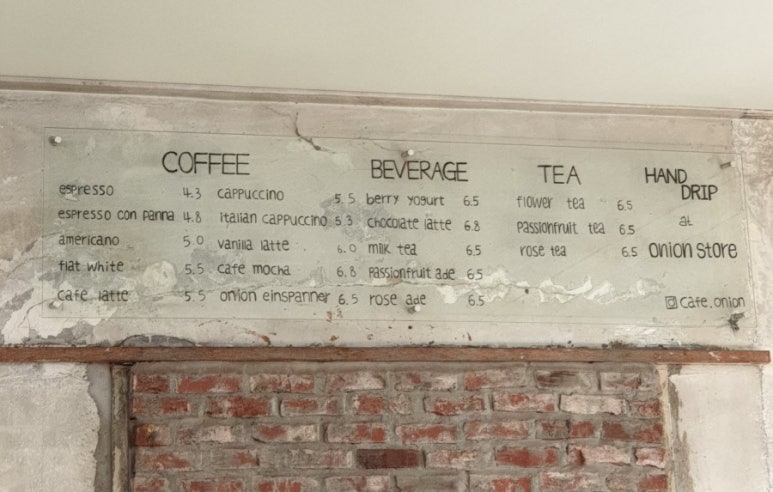 COFFEE
espresso 4.3
espresso con panna 4.8
americano 5.0
flat white 5.5
cafe latte 5.5
cappuccino 5.5
italian cappuccino 5.3
vanilla latte 6.0
cafe mocha 6.8
onion einspanner 6.5
BEVERAGE
berry yogurt 6.5
chocolate latte 6.8
milk tea 6.5
passionfruit ade 6.5
rose ade 6.5
TEA
flower tea 6.5
passionfruit tea 6.5
rose tea 6.5
HAND
DRIP
at
onion store
cafe.onion